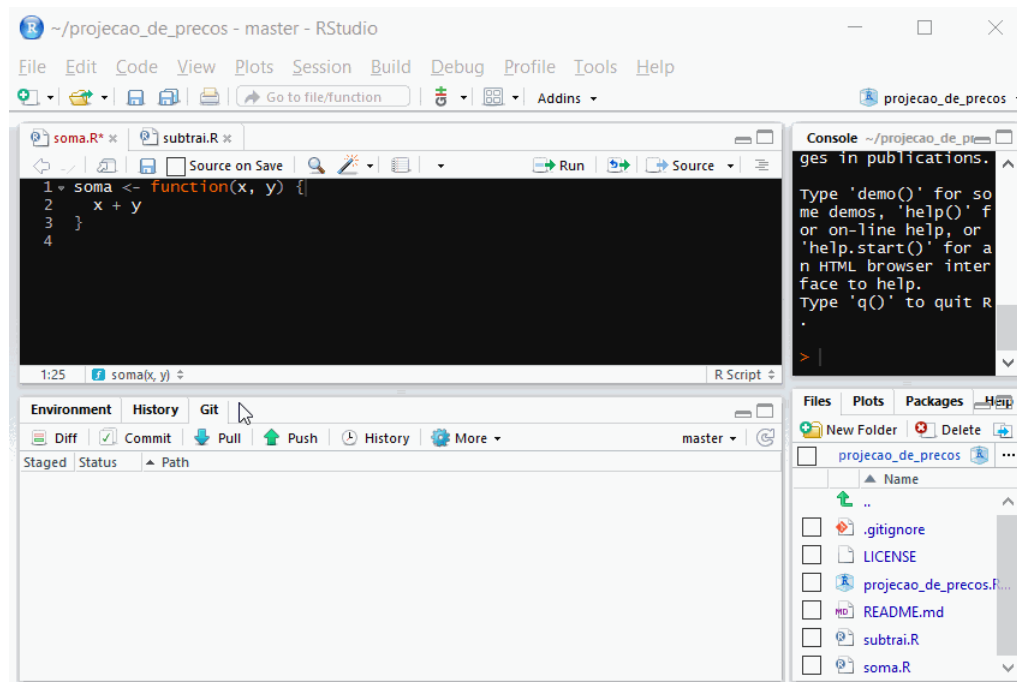 ~/projecao_de_precos - master - RStudio
File Edit Code View Plots Session Build Debug Profile Tools Help
Go to file/function Addins projecao_de_precos
soma.R* subtrai.R
Source on Save Run Source
1 soma <- function(x, y) {
2 x + y
3 }
4
1:25 soma(x, y) R Script
Console ~/projecao_de_pr
ges in publications.
Type 'demo()' for so
me demos, 'help()' f
or on-line help, or
'help.start()' for a
n HTML browser inter
face to help.
Type 'q()' to quit R
.
>
Environment History Git
Diff Commit Pull Push History More master
Staged Status Path
Files Plots Packages Help
New Folder Delete
projecao_de_precos ...
Name
..
.gitignore
LICENSE
projecao_de_precos.R...
README.md
subtrai.R
soma.R